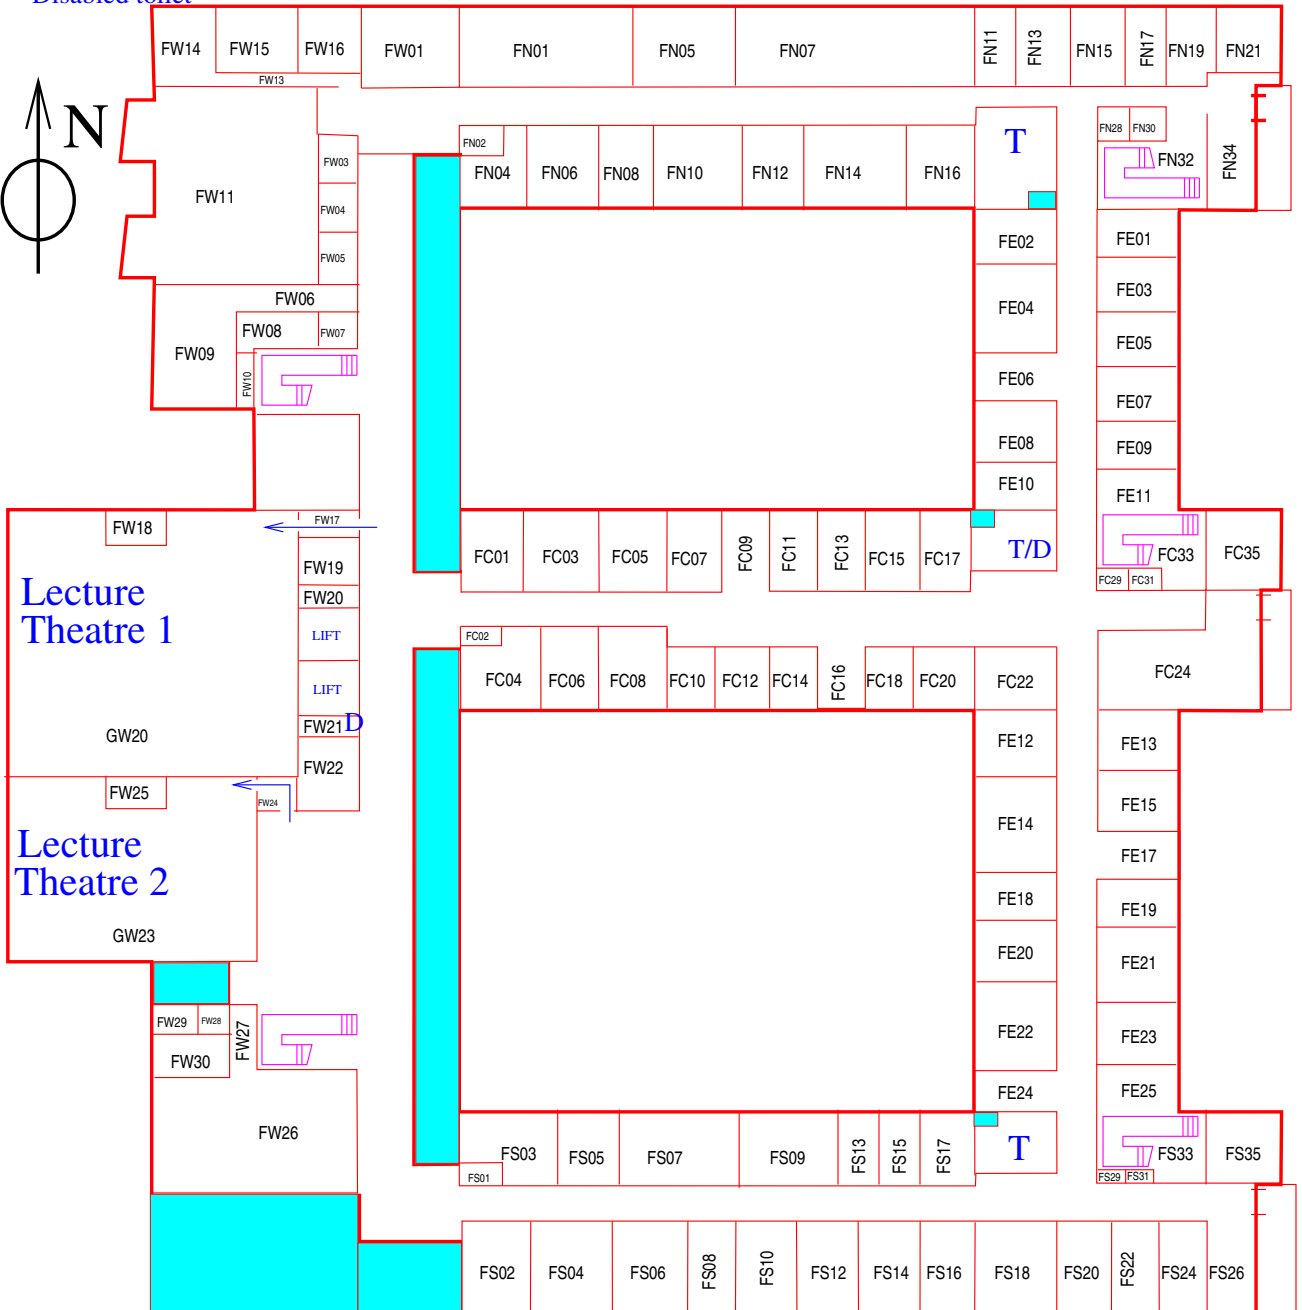 Disabled toilet
FW14 FW15 FW16 FW01 FN01 FN05 FN07 FN11 FN13 FN15 FN17 FN19 FN21
FW13
N
FN02 T FN28 FN30
FW03 FN04 FN06 FN08 FN10 FN12 FN14 FN16 FN32 FN34
FW11
FW04
FW05 FE02 FE01
FW06 FE04 FE03
FW08 FW07 FE05
FW09
FW10 FE06 FE07
FE08 FE09
FE10 FE11
FW18 FW17
FC01 FC03 FC05 FC07 FC09 FC11 FC13 FC15 FC17 T/D FC33 FC35
FW19 FC29 FC31
Lecture
Theatre 1
FW20
LIFT FC02
FC04 FC06 FC08 FC10 FC12 FC14 FC16 FC18 FC20 FC22 FC24
LIFT
FW21 D
GW20 FE12 FE13
FW22
FW25 FW24 FE15
FE14
Lecture
Theatre 2
FE17
FE18 FE19
GW23 FE20 FE21
FW29 FW28 FW27 FE22 FE23
FW30
FE24 FE25
FW26 FS03 FS05 FS07 FS09 FS13 FS15 FS17 T FS33 FS35
FS01 FS29 FS31
FS02 FS04 FS06 FS08 FS10 FS12 FS14 FS16 FS18 FS20 FS22 FS24 FS26